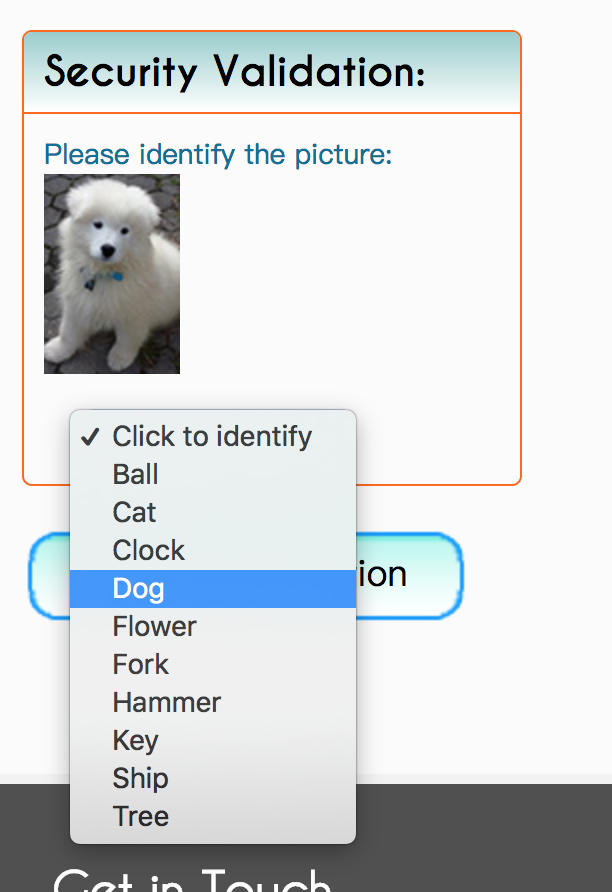 Security Validation:
Please identify the picture:
✓ Click to identify
Ball
Cat
Clock
Dog
ion
Flower
Fork
Hammer
Key
Ship
Tree
Get in Touch